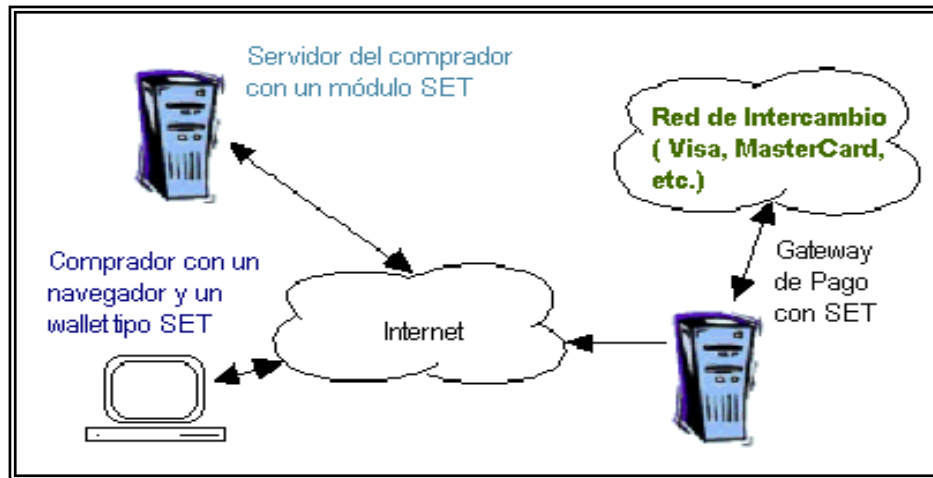 Servidor del comprador
con un módulo SET
Red de Intercambio
( Visa, MasterCard,
etc.)
Comprador con un
navegador y un
wallet tipo SET
Internet
Gateway
de Pago
con SET